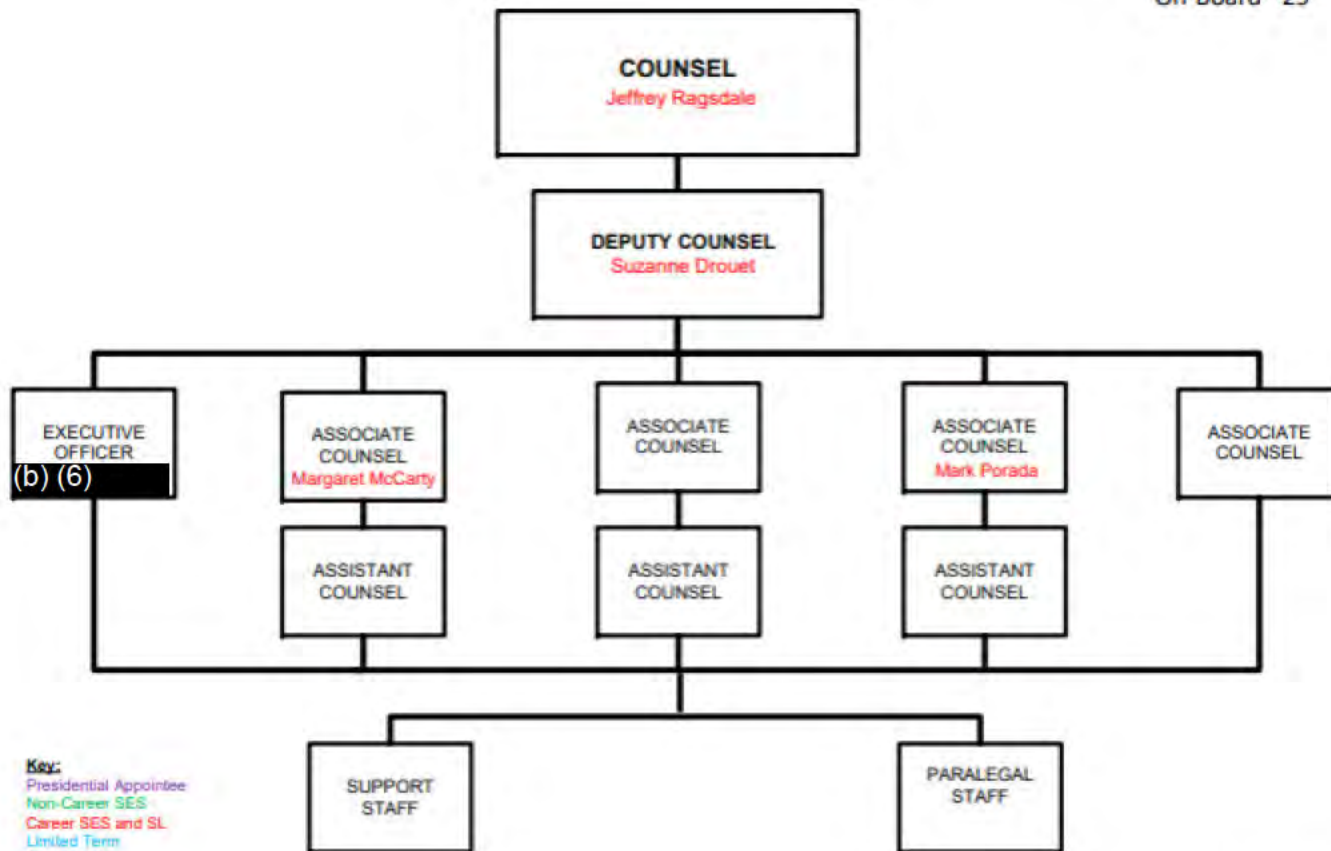 On Board - 25
COUNSEL
Jeffrey Ragsdale
DEPUTY COUNSEL
Suzanne Drouet
EXECUTIVE
OFFICER
(b) (6)
ASSOCIATE
COUNSEL
Margaret McCarty
ASSOCIATE
COUNSEL
ASSOCIATE
COUNSEL
Mark Porada
ASSOCIATE
COUNSEL
ASSISTANT
COUNSEL
ASSISTANT
COUNSEL
ASSISTANT
COUNSEL
SUPPORT
STAFF
PARALEGAL
STAFF
Key:
Presidential Appointee
Non-Career SES
Career SES and SL
Limited Term